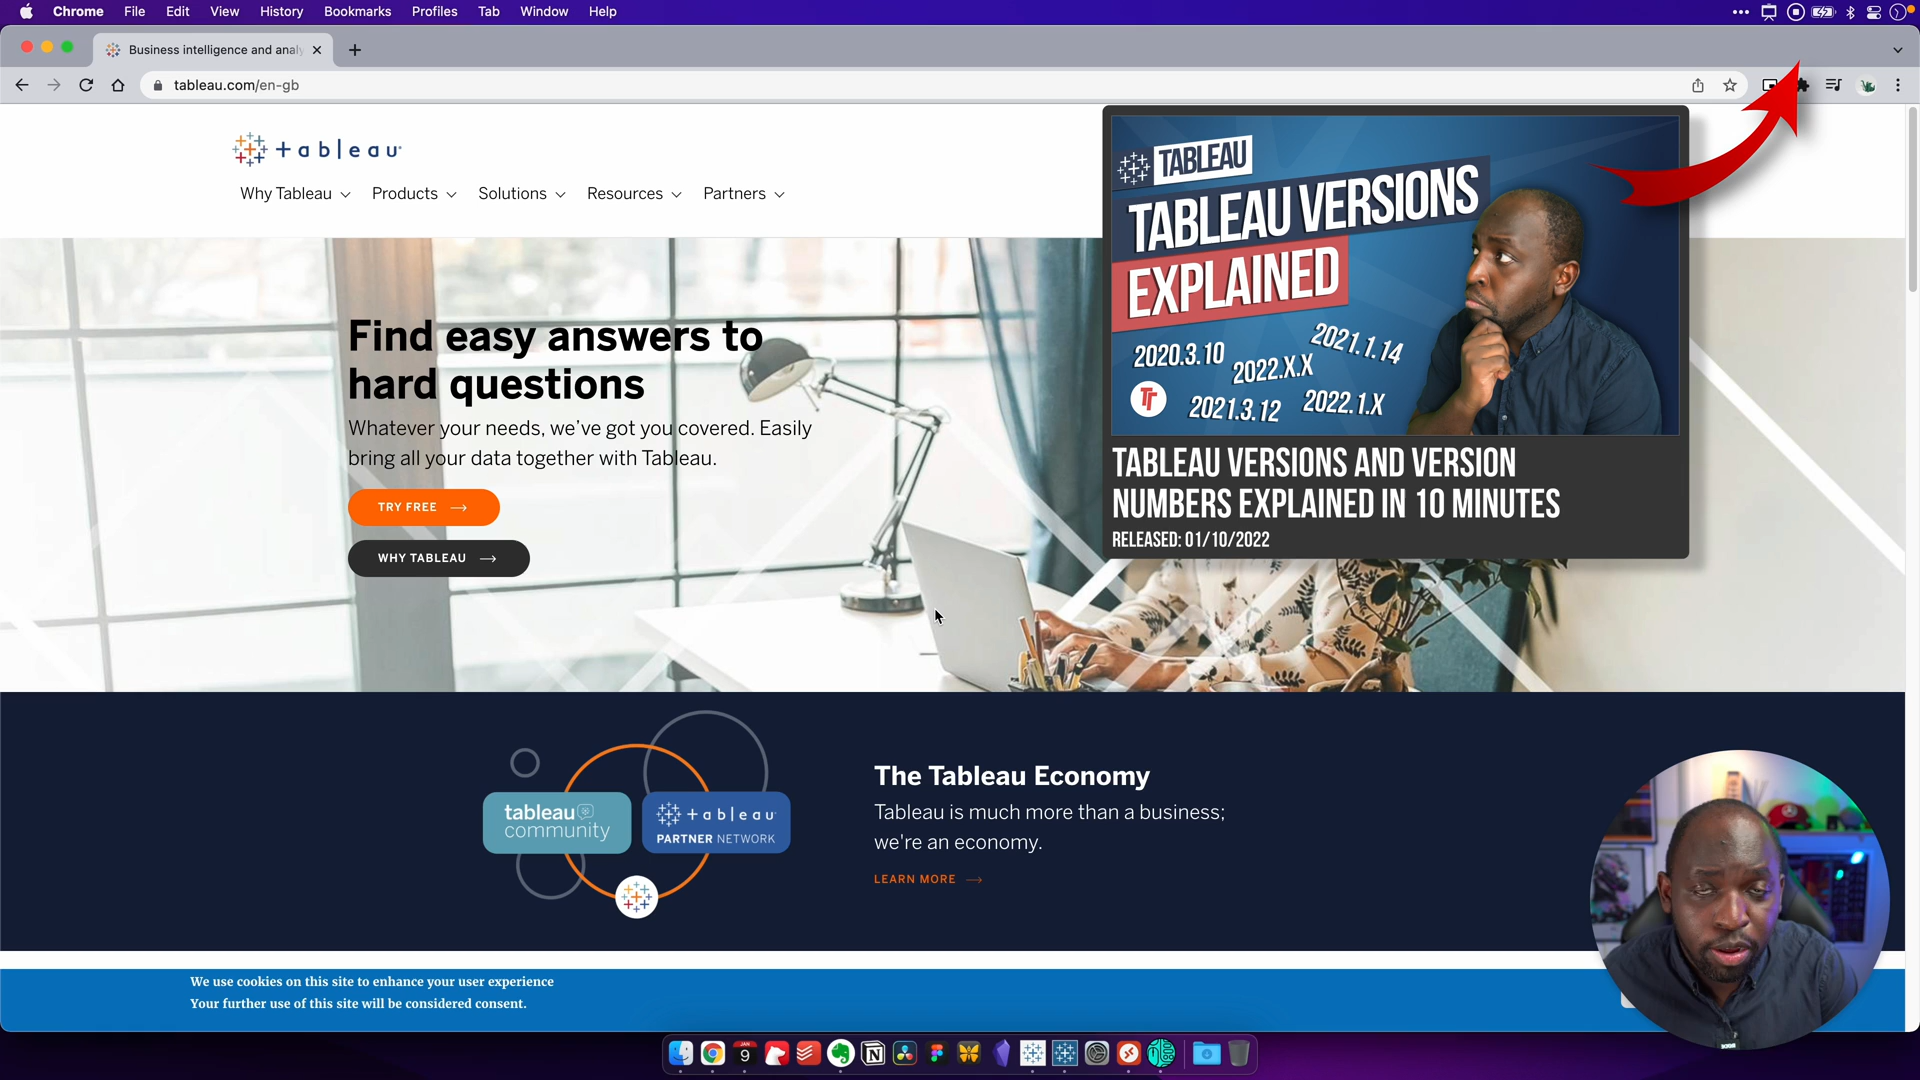 Chrome File Edit View History Bookmarks Profiles Tab Window Help
Business intelligence and anal
tableau.com/en-gb
+ableau
Why Tableau Products Solutions Resources Partners
Find easy answers to
hard questions
Whatever your needs, we've got you covered. Easily
bring all your data together with Tableau.
TRY FREE
WHY TABLEAU
TABLEAU
TABLEAU VERSIONS
EXPLAINED
2020.3.10
2022.X.X
2021.1.14
2021.3.12
2022.1.X
TT
TABLEAU VERSIONS AND VERSION
NUMBERS EXPLAINED IN 10 MINUTES
RELEASED: 01/10/2022
tableau
community
+ableau
PARTNER NETWORK
The Tableau Economy
Tableau is much more than a business;
we're an economy.
LEARN MORE
We use cookies on this site to enhance your user experience
Your further use of this site will be considered consent.
JAN
9